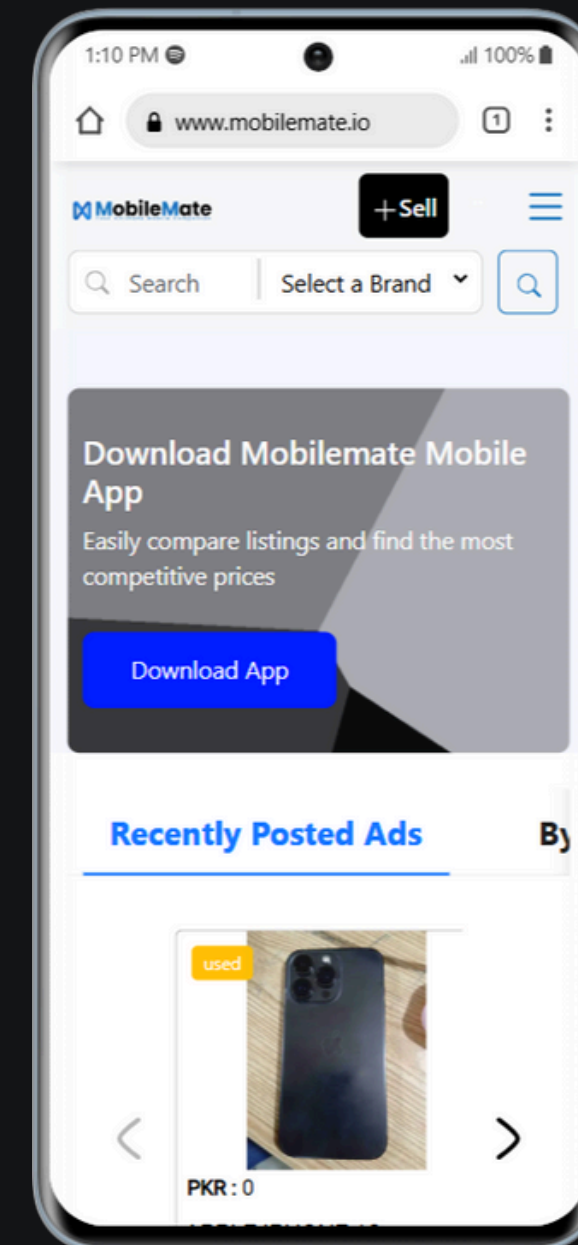 1:10 PM 100%
www.mobilemate.io 1
MobileMate +Sell
Search Select a Brand
Download Mobilemate Mobile
App
Easily compare listings and find the most
competitive prices
Download App
Recently Posted Ads By
used
PKR : 0